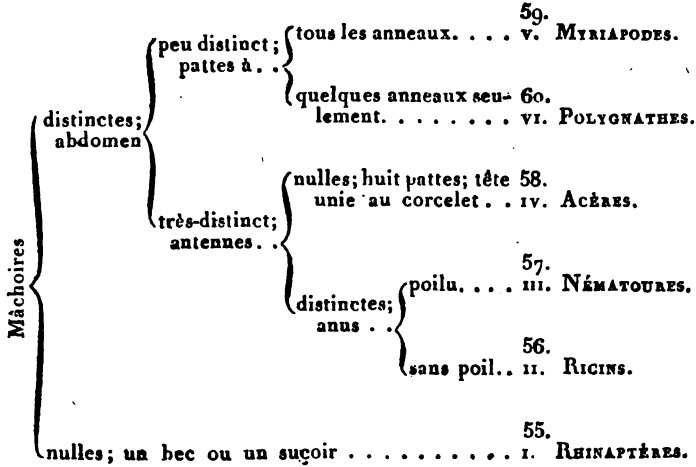 59.
peu distinct; tous les anneaux. . . . V. MYRIAPODES.
pattes à. .
quelques anneaux seu- 60.
distinctes; lement. . . . . . . . VI. POLYGNATHES.
abdomen
nulles; huit pattes; tête 58.
unie au corcelet . . IV. ACÈRES.
très-distinct;
antennes . .
57.
distinctes; poilu. . . . III. NÉMATOURES.
anus . .
56.
sans poil. . II. RICINS.
Mâchoires
55.
nulles; un bec ou un suçoir . . . . . . . . . . I. RHINAPTÈRES.